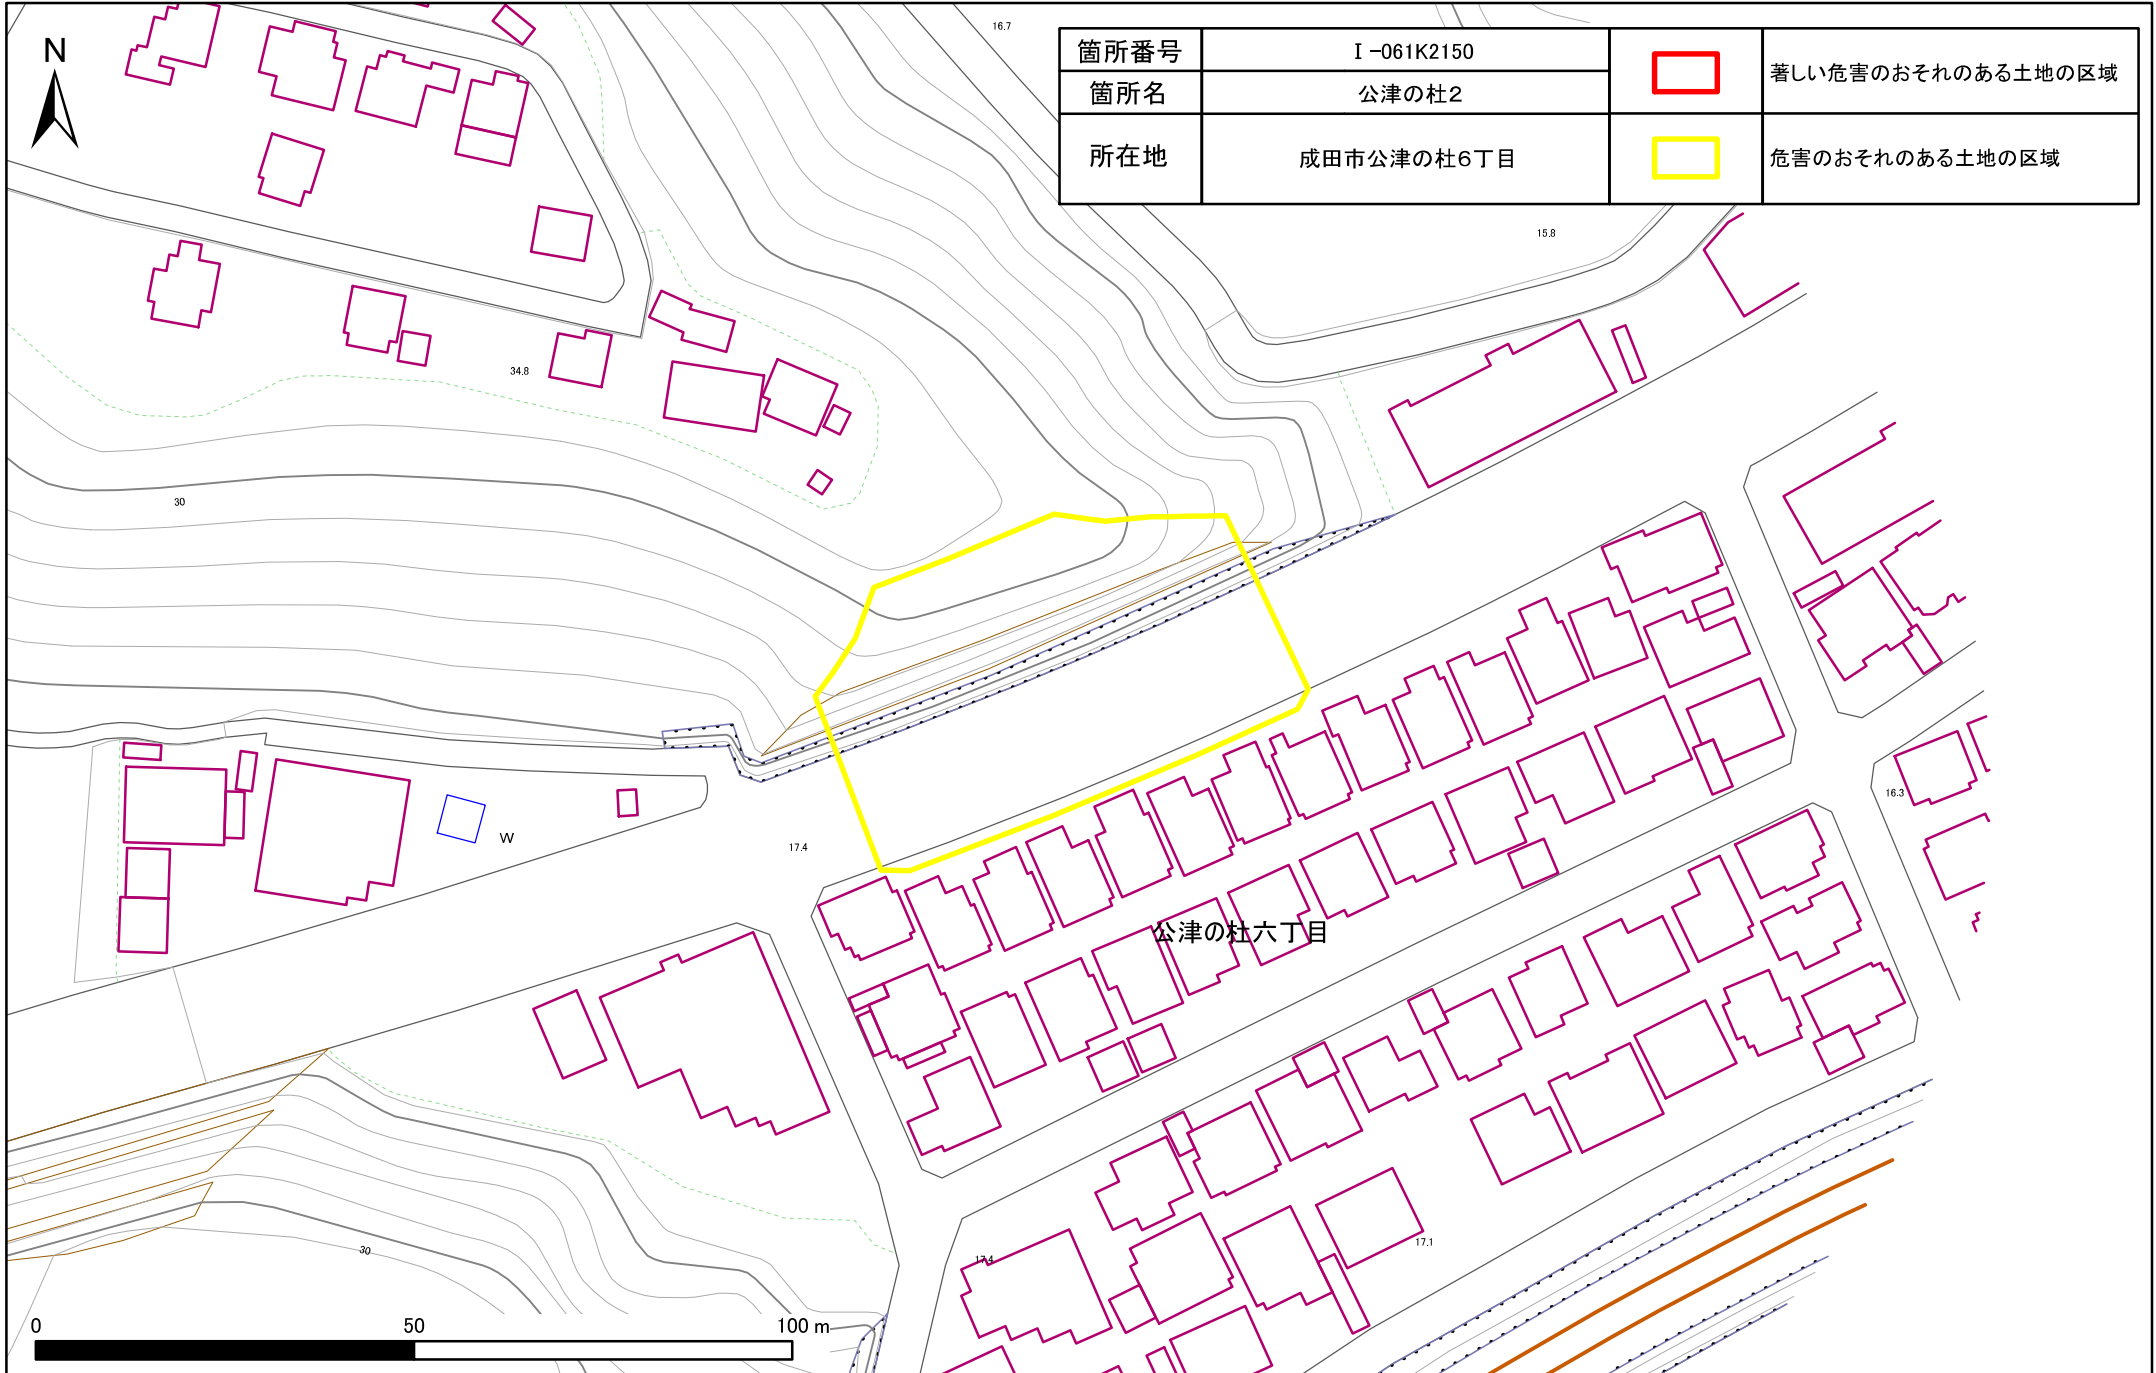 N
16.7
箇所番号
Ⅰ-061K2150
著しい危害のおそれのある土地の区域
箇所名
公津の杜2
所在地
成田市公津の杜6丁目
危害のおそれのある土地の区域
15.8
34.8
30
16.3
W
17.4
公津の杜六丁目
17.1
30
17.4
0
50
100 m